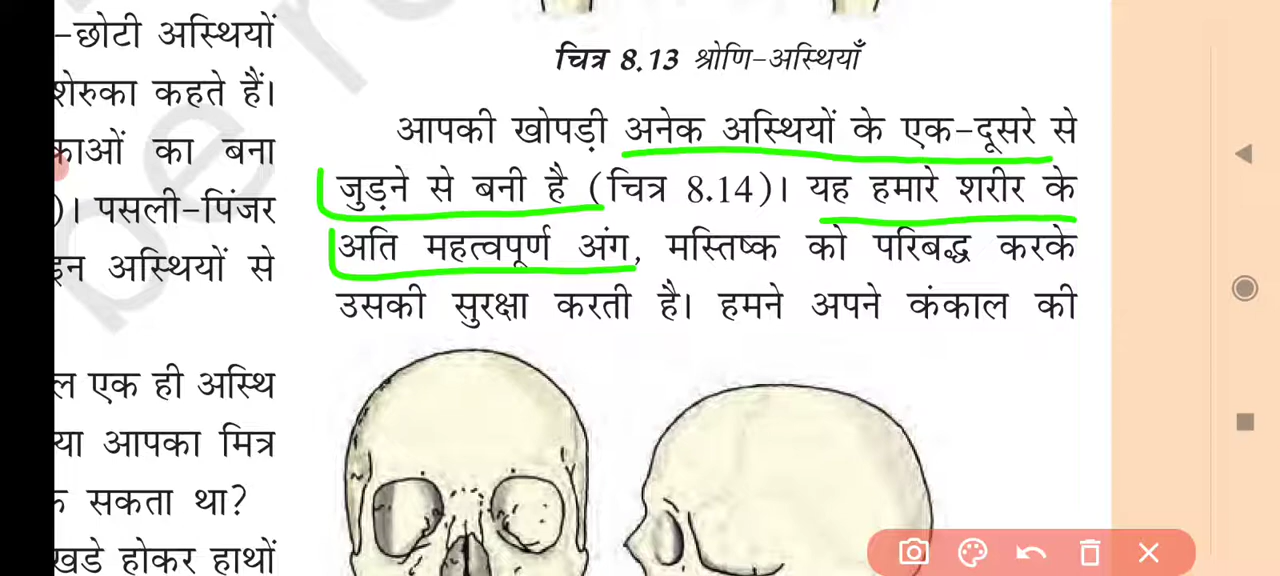 -छोटी अस्थियों
शेरुका कहते हैं।
काओं का बना
)। पसली-पिंजर
इन अस्थियों से
ल एक ही अस्थि
या आपका मित्र
सकता था?
खडे होकर हाथों
चित्र 8.13 श्रोणि-अस्थियाँ
आपकी खोपड़ी अनेक अस्थियों के एक-दूसरे से
जुड़ने से बनी है (चित्र 8.14)। यह हमारे शरीर के
अति महत्वपूर्ण अंग, मस्तिष्क को परिबद्ध करके
उसकी सुरक्षा करती है। हमने अपने कंकाल की